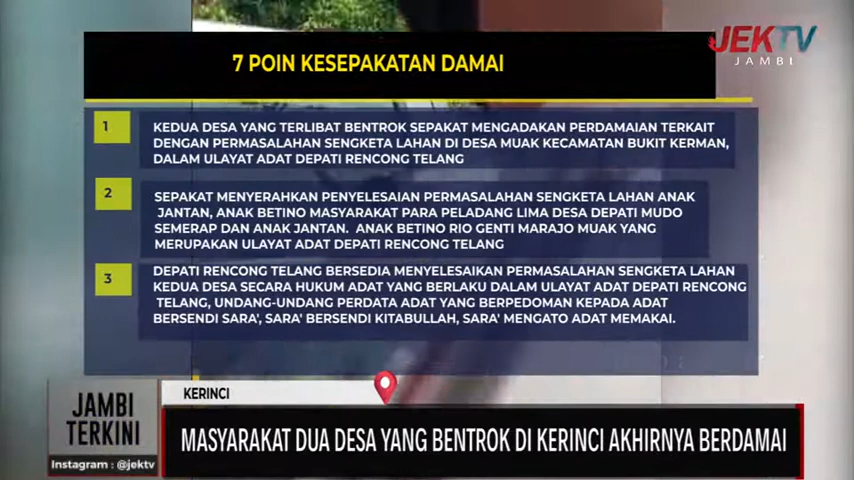 JEKTV
JAMBI
7 POIN KESEPAKATAN DAMAI
1
KEDUA DESA YANG TERLIBAT BENTROK SEPAKAT MENGADAKAN PERDAMAIAN TERKAIT
DENGAN PERMASALAHAN SENGKETA LAHAN DI DESA MUAK KECAMATAN BUKIT KERMAN,
DALAM ULAYAT ADAT DEPATI RENCONG TELANG
2
SEPAKAT MENYERAHKAN PENYELESAIAN PERMASALAHAN SENGKETA LAHAN ANAK
JANTAN, ANAK BETINO MASYARAKAT PARA PELADANG LIMA DESA DEPATI MUDO
SEMERAP DAN ANAK JANTAN. ANAK BETINO RIO GENTI MARAJO MUAK YANG
MERUPAKAN ULAYAT ADAT DEPATI RENCONG TELANG
3
DEPATI RENCONG TELANG BERSEDIA MENYELESAIKAN PERMASALAHAN SENGKETA LAHAN
KEDUA DESA SECARA HUKUM ADAT YANG BERLAKU DALAM ULAYAT ADAT DEPATI RENCONG
TELANG, UNDANG-UNDANG PERDATA ADAT YANG BERPEDOMAN KEPADA ADAT
BERSENDI SARA', SARA' BERSENDI KITABULLAH, SARA' MENGATO ADAT MEMAKAI.
JAMBI
TERKINI
Instagram : @jektv
KERINCI
MASYARAKAT DUA DESA YANG BENTROK DI KERINCI AKHIRNYA BERDAMAI